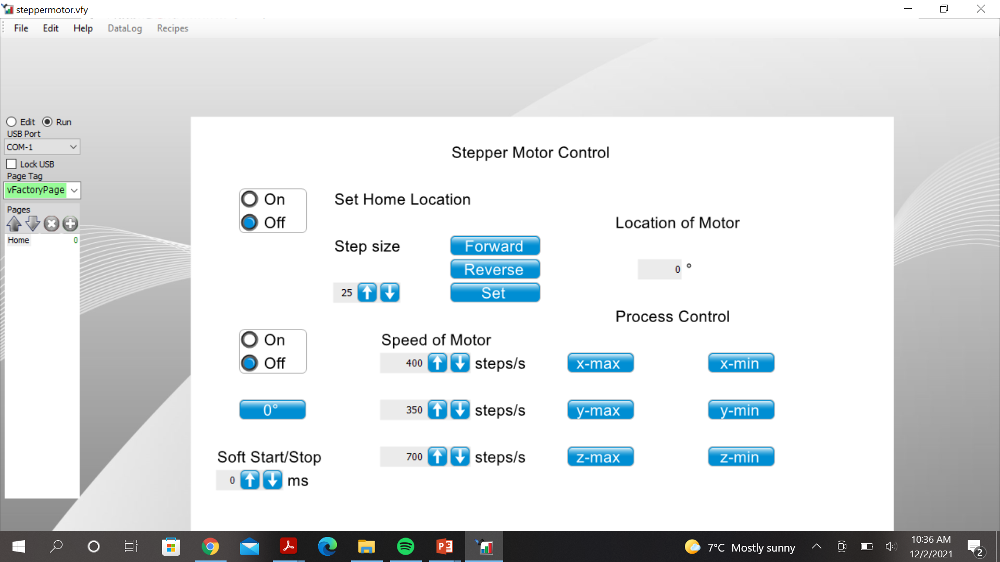 steppermotor.vfy
File Edit Help DataLog Recipes
Edit Run
USB Port
COM-1
Lock USB
Page Tag
vFactoryPage
Pages
Home 0
Stepper Motor Control
On
Off
Set Home Location
Location of Motor
Step size
Forward
Reverse
0 °
25
Set
Process Control
On
Off
Speed of Motor
400 steps/s
x-max x-min
0°
350 steps/s
y-max y-min
Soft Start/Stop
700 steps/s
z-max z-min
0 ms
7°C Mostly sunny
10:36 AM
12/2/2021
2